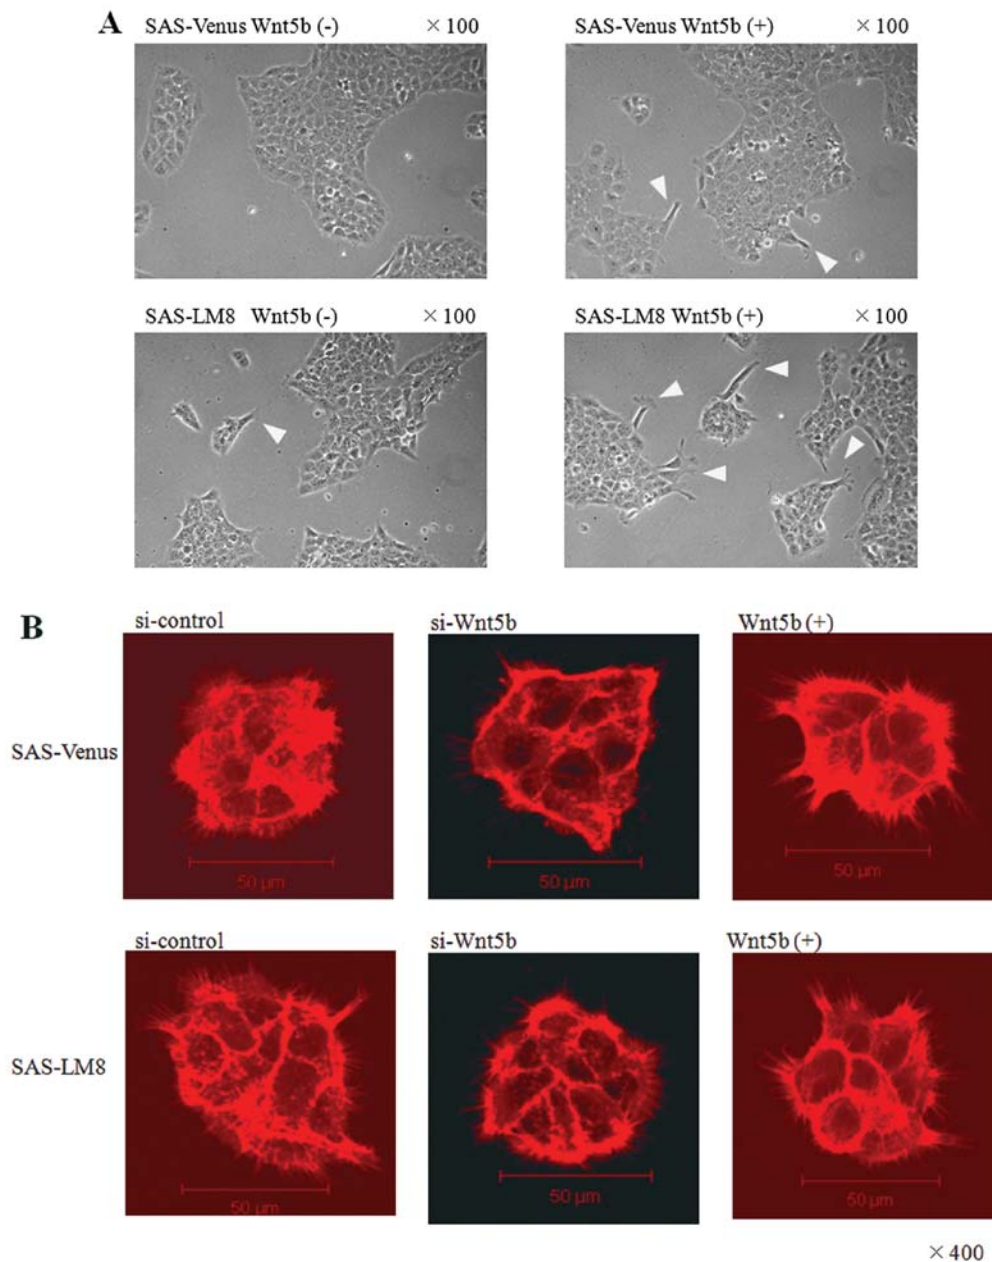 A
SAS-Venus Wnt5b (-) × 100
SAS-Venus Wnt5b (+) × 100
SAS-LM8 Wnt5b (-) × 100
SAS-LM8 Wnt5b (+) × 100
B
si-control
si-Wnt5b
Wnt5b (+)
SAS-Venus
50 µm
50 µm
50 µm
si-control
si-Wnt5b
Wnt5b (+)
SAS-LM8
50 µm
50 µm
50 µm
× 400